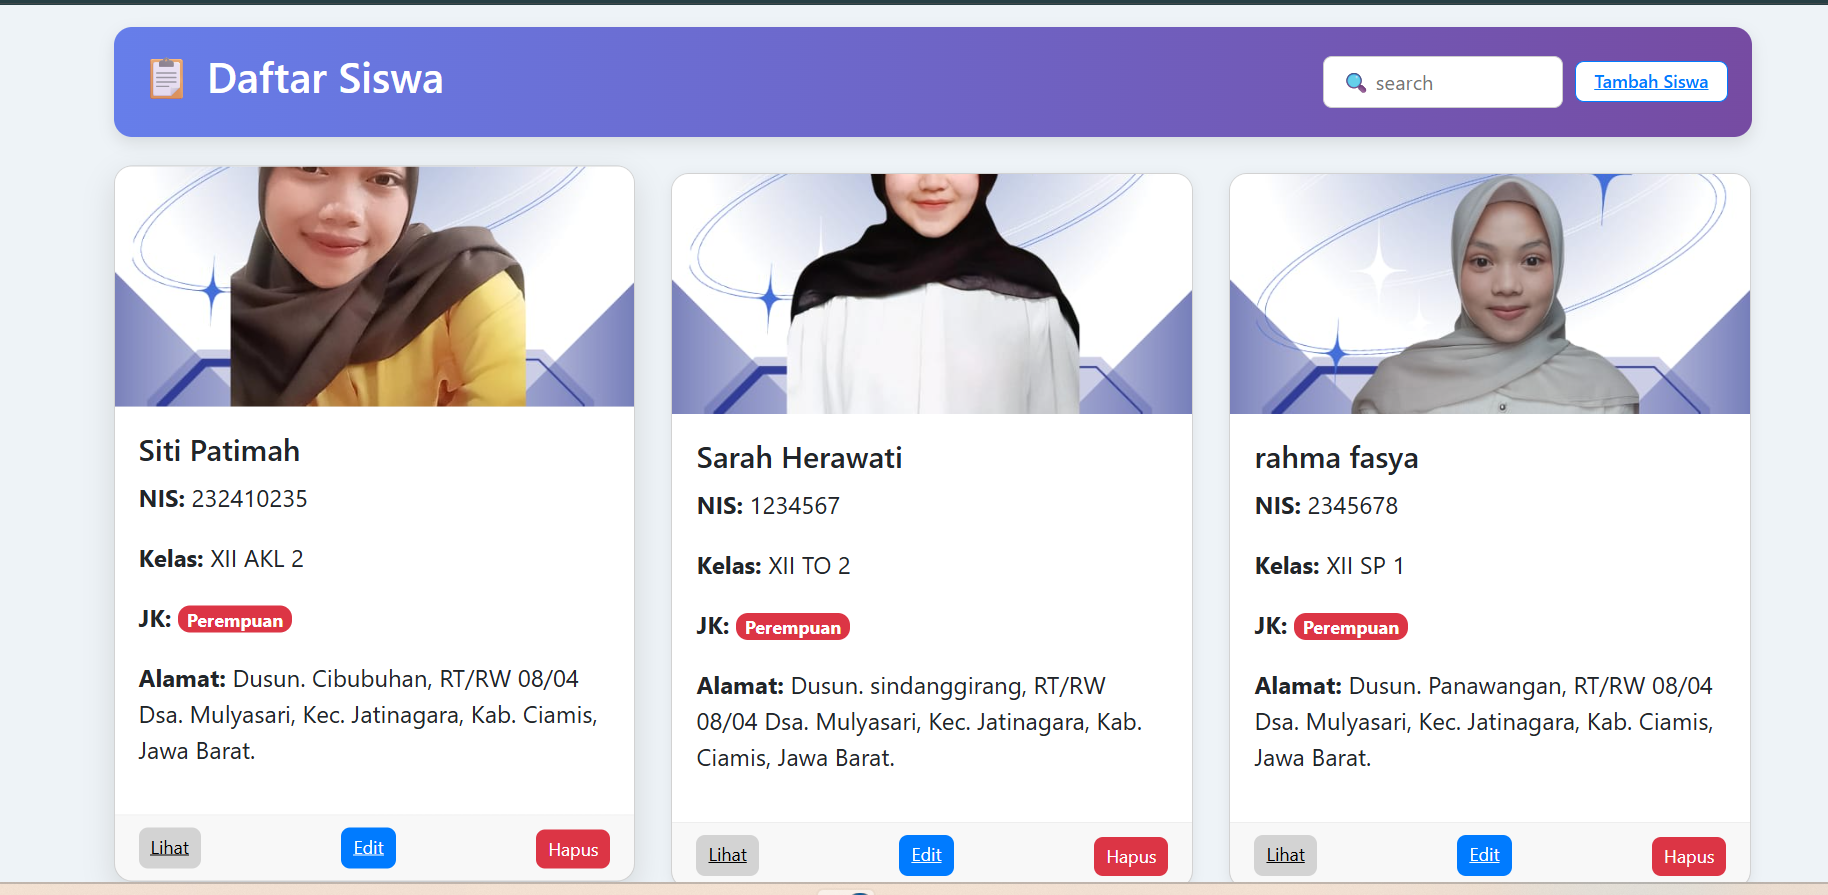 Daftar Siswa
search
Tambah Siswa
Siti Patimah
NIS: 232410235
Kelas: XII AKL 2
JK: Perempuan
Alamat: Dusun. Cibubuhan, RT/RW 08/04
Dsa. Mulyasari, Kec. Jatinagara, Kab. Ciamis,
Jawa Barat.
Lihat
Edit
Hapus
Sarah Herawati
NIS: 1234567
Kelas: XII TO 2
JK: Perempuan
Alamat: Dusun. sindanggirang, RT/RW
08/04 Dsa. Mulyasari, Kec. Jatinagara, Kab.
Ciamis, Jawa Barat.
Lihat
Edit
Hapus
rahma fasya
NIS: 2345678
Kelas: XII SP 1
JK: Perempuan
Alamat: Dusun. Panawangan, RT/RW 08/04
Dsa. Mulyasari, Kec. Jatinagara, Kab. Ciamis,
Jawa Barat.
Lihat
Edit
Hapus